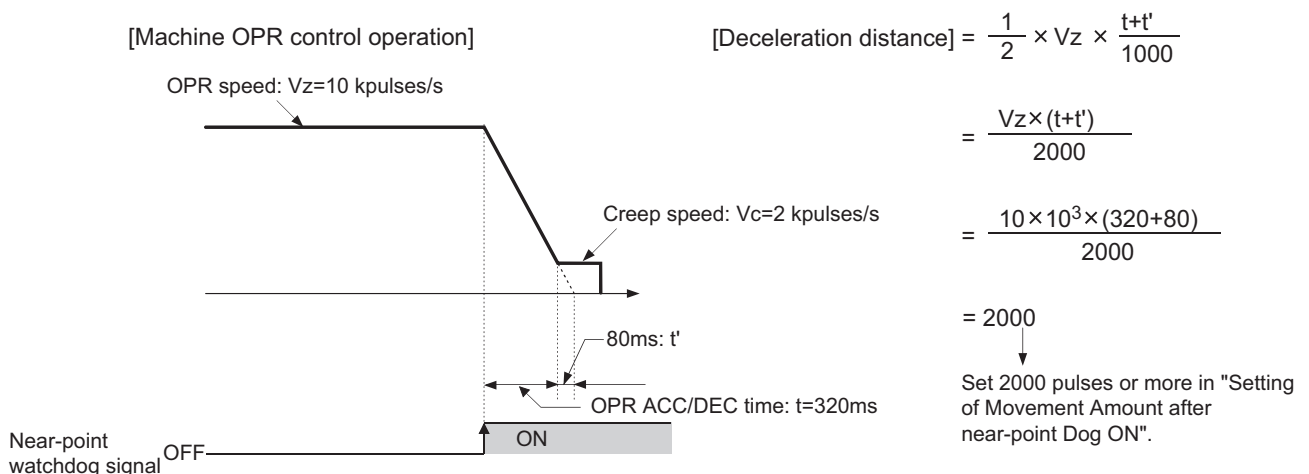 [Machine OPR control operation]
OPR speed: Vz=10 kpulses/s
Creep speed: Vc=2 kpulses/s
80ms: t'
OPR ACC/DEC time: t=320ms
ON
Near-point
watchdog signal
OFF
[Deceleration distance] = 1/2 × Vz × t+t'/1000
= Vz×(t+t')/2000
= 10×10³×(320+80)/2000
= 2000
Set 2000 pulses or more in "Setting
of Movement Amount after
near-point Dog ON".